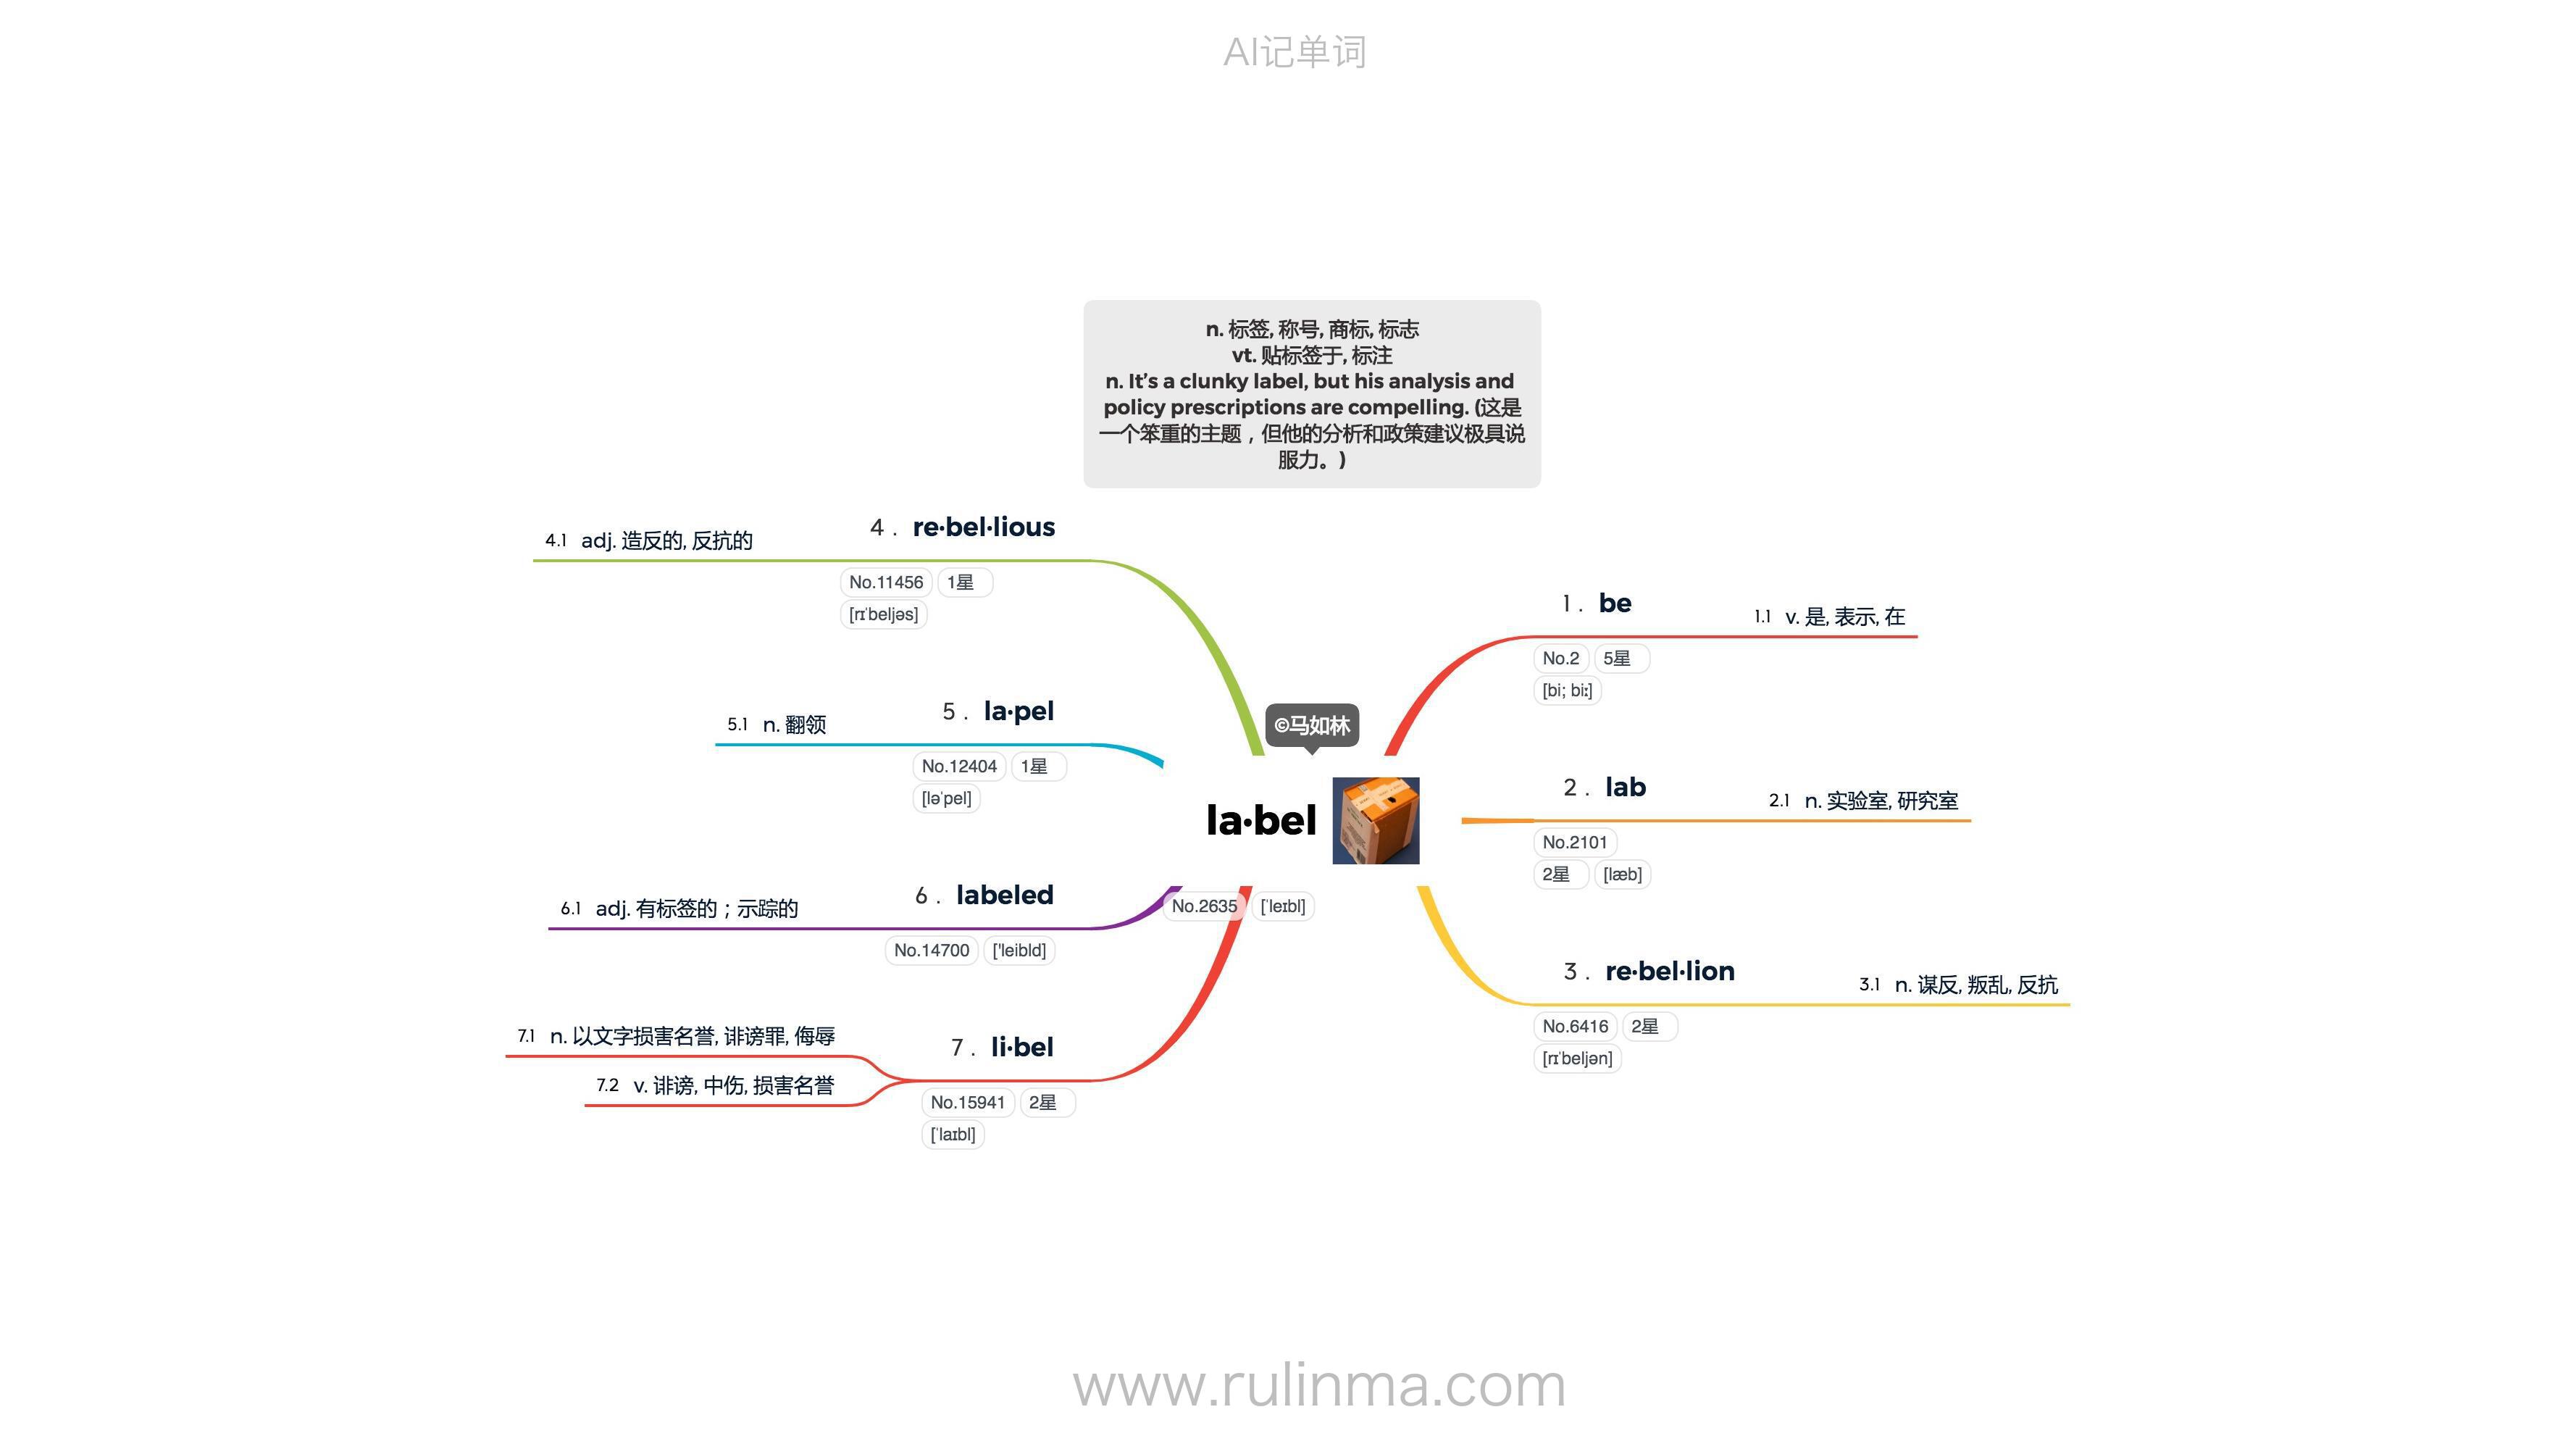 AI记单词
n. 标签, 称号, 商标, 标志
vt. 贴标签于, 标注
n. It’s a clunky label, but his analysis and
policy prescriptions are compelling. (这是
一个笨重的主题，但他的分析和政策建议极具说
服力。)
©马如林
la·bel
No.2635 [ˈleɪbl]
1 . be
1.1 v. 是, 表示, 在
No.2 5星
[bi; biː]
2 . lab
2.1 n. 实验室, 研究室
No.2101
2星 [læb]
3 . re·bel·lion
3.1 n. 谋反, 叛乱, 反抗
No.6416 2星
[rɪˈbeljən]
4 . re·bel·lious
4.1 adj. 造反的, 反抗的
No.11456 1星
[rɪˈbeljəs]
5 . la·pel
5.1 n. 翻领
No.12404 1星
[ləˈpel]
6 . labeled
6.1 adj. 有标签的；示踪的
No.14700 ['leibld]
7 . li·bel
7.1 n. 以文字损害名誉, 诽谤罪, 侮辱
7.2 v. 诽谤, 中伤, 损害名誉
No.15941 2星
[ˈlaɪbl]
www.rulinma.com